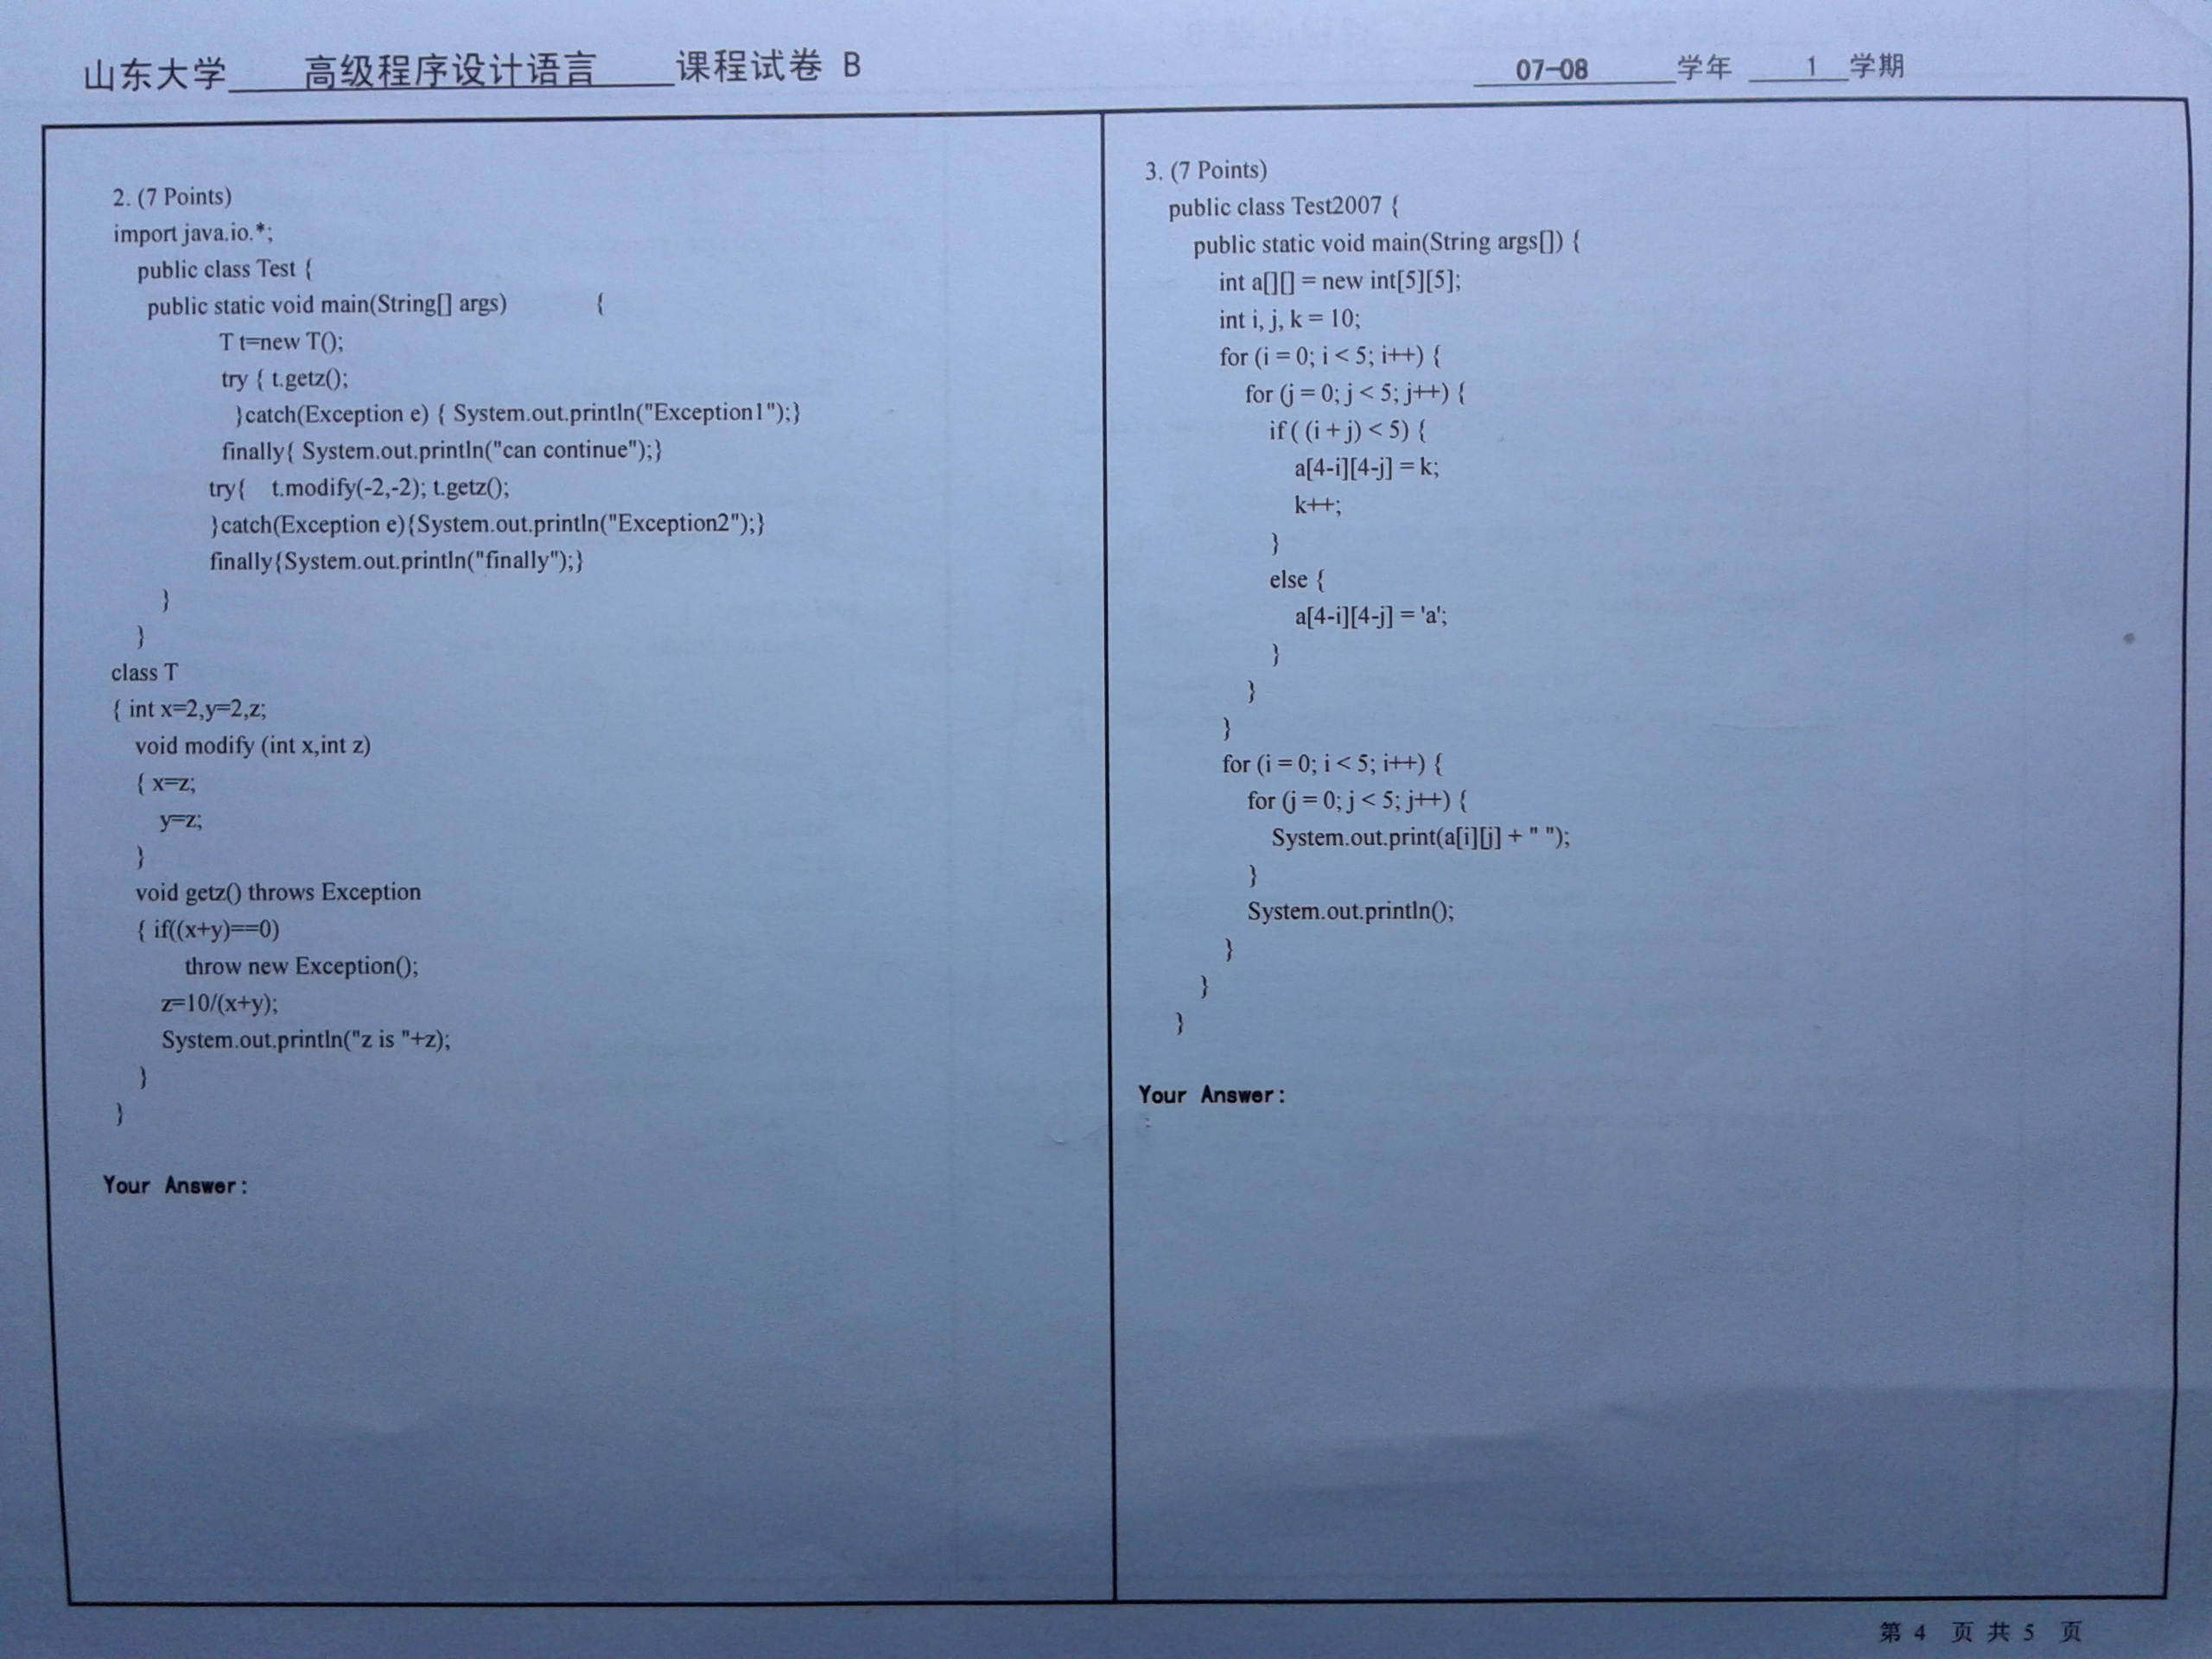 山东大学 高级程序设计语言 课程试卷 B
07-08 学年 1 学期
2. (7 Points)
import java.io.*;
public class Test {
public static void main(String[] args) {
T t=new T();
try { t.getz();
}catch(Exception e) { System.out.println("Exception1");}
finally{ System.out.println("can continue");}
try{ t.modify(-2,-2); t.getz();
}catch(Exception e){System.out.println("Exception2");}
finally{System.out.println("finally");}
}
}
class T
{ int x=2,y=2,z;
void modify (int x,int z)
{ x=z;
y=z;
}
void getz() throws Exception
{ if((x+y)==0)
throw new Exception();
z=10/(x+y);
System.out.println("z is "+z);
}
}
Your Answer:
3. (7 Points)
public class Test2007 {
public static void main(String args[]) {
int a[][] = new int[5][5];
int i, j, k = 10;
for (i = 0; i < 5; i++) {
for (j = 0; j < 5; j++) {
if ( (i + j) < 5) {
a[4-i][4-j] = k;
k++;
}
else {
a[4-i][4-j] = 'a';
}
}
}
for (i = 0; i < 5; i++) {
for (j = 0; j < 5; j++) {
System.out.print(a[i][j] + " ");
}
System.out.println();
}
}
}
Your Answer:
第 4 页 共 5 页